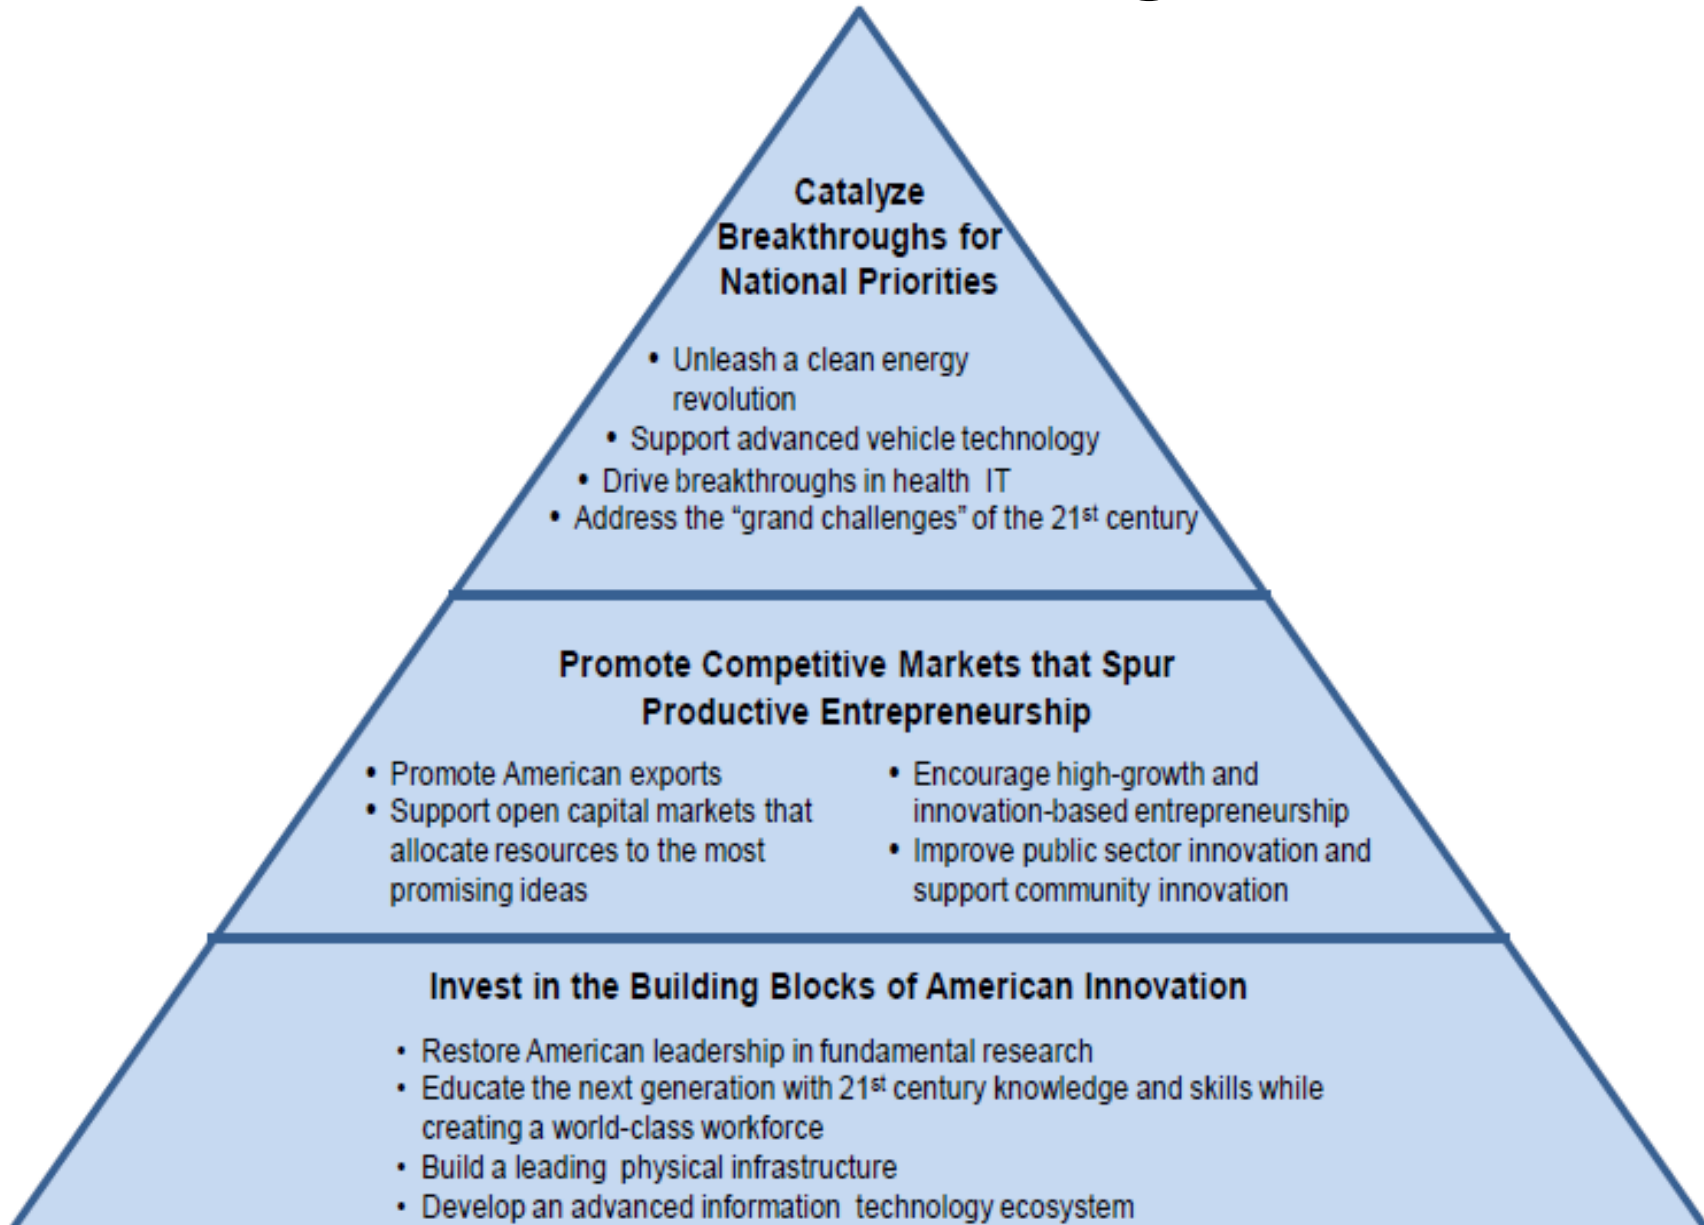 Catalyze
Breakthroughs for
National Priorities
• Unleash a clean energy
revolution
• Support advanced vehicle technology
• Drive breakthroughs in health IT
• Address the “grand challenges” of the 21st century
Promote Competitive Markets that Spur
Productive Entrepreneurship
• Promote American exports
• Support open capital markets that
allocate resources to the most
promising ideas
• Encourage high-growth and
innovation-based entrepreneurship
• Improve public sector innovation and
support community innovation
Invest in the Building Blocks of American Innovation
• Restore American leadership in fundamental research
• Educate the next generation with 21st century knowledge and skills while
creating a world-class workforce
• Build a leading physical infrastructure
• Develop an advanced information technology ecosystem